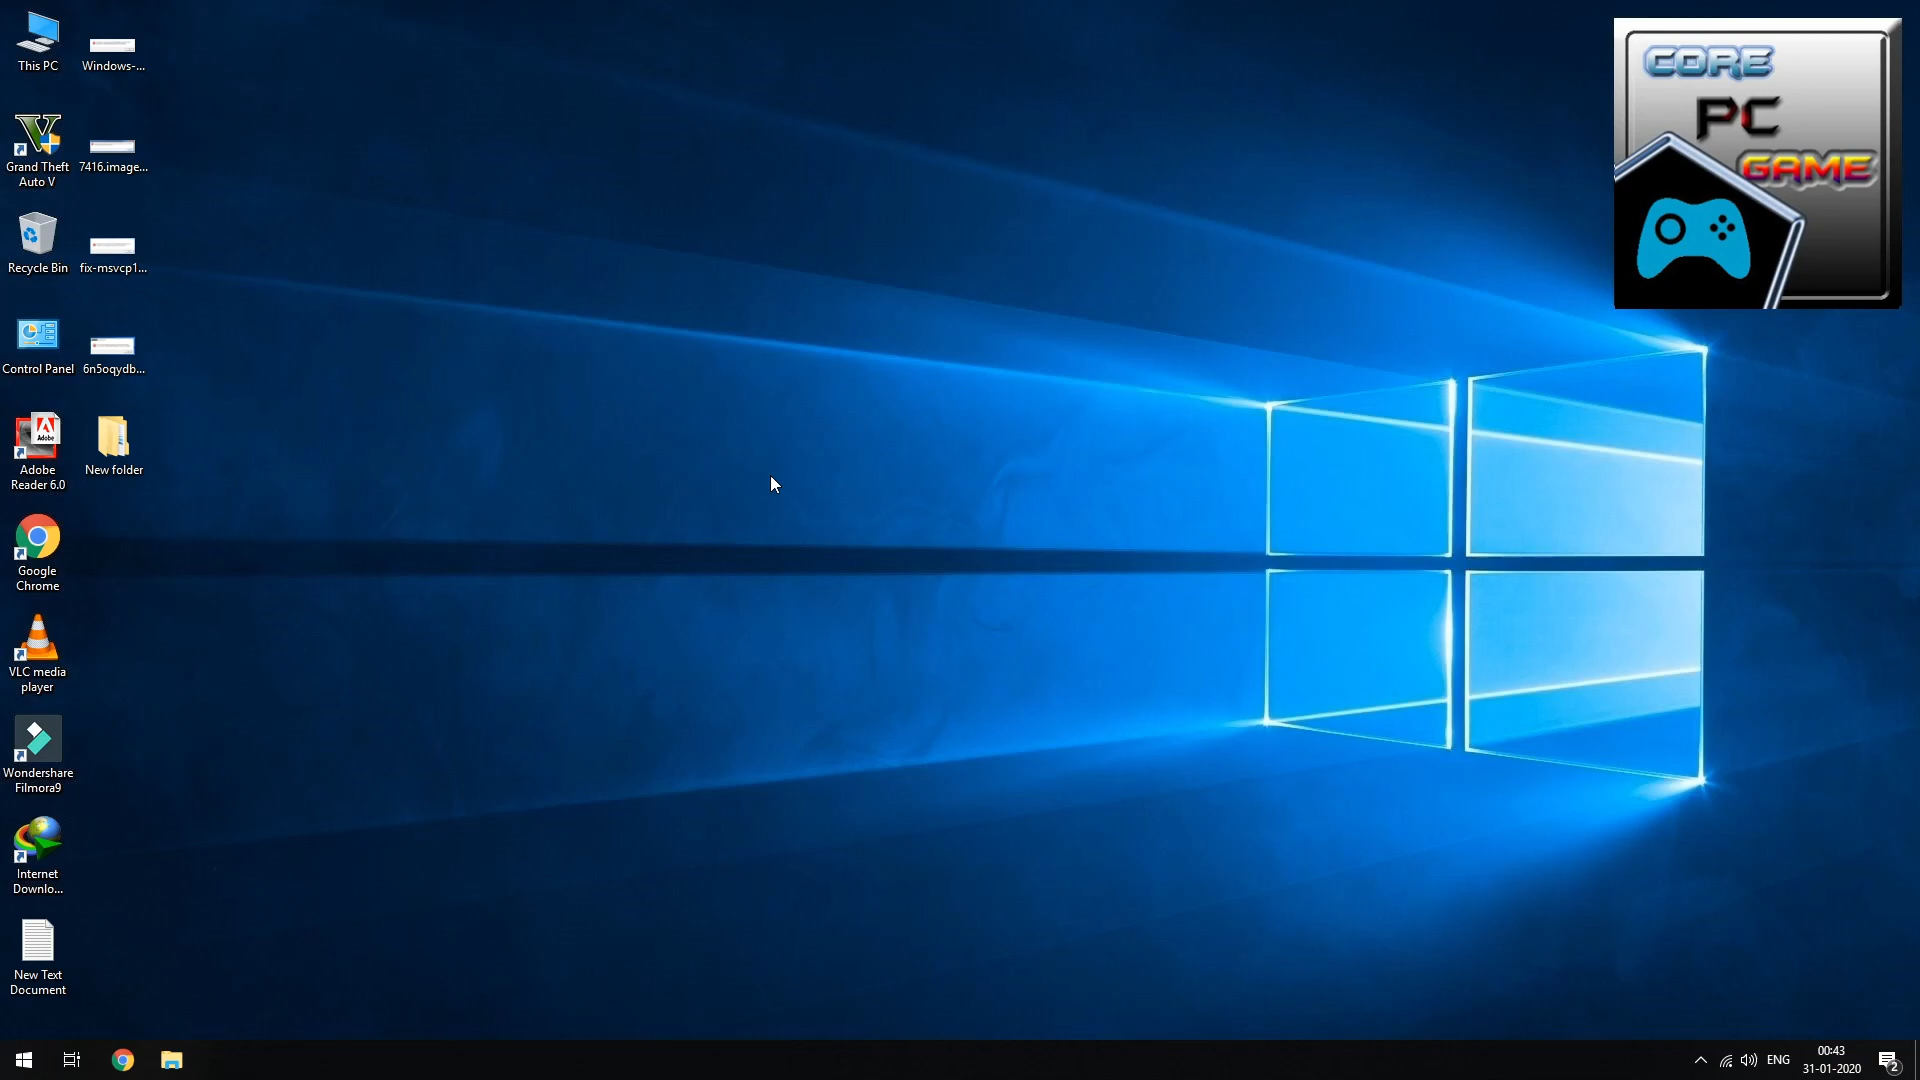 This PC
Windows-...
Grand Theft
Auto V
7416.image...
Recycle Bin
fix-msvcp1...
Control Panel
6n5oqydb...
Adobe
Adobe
Reader 6.0
New folder
Google
Chrome
VLC media
player
Wondershare
Filmora9
Internet
Downlo...
New Text
Document
CORE
PC
GAME
ENG
00:43
31-01-2020
2